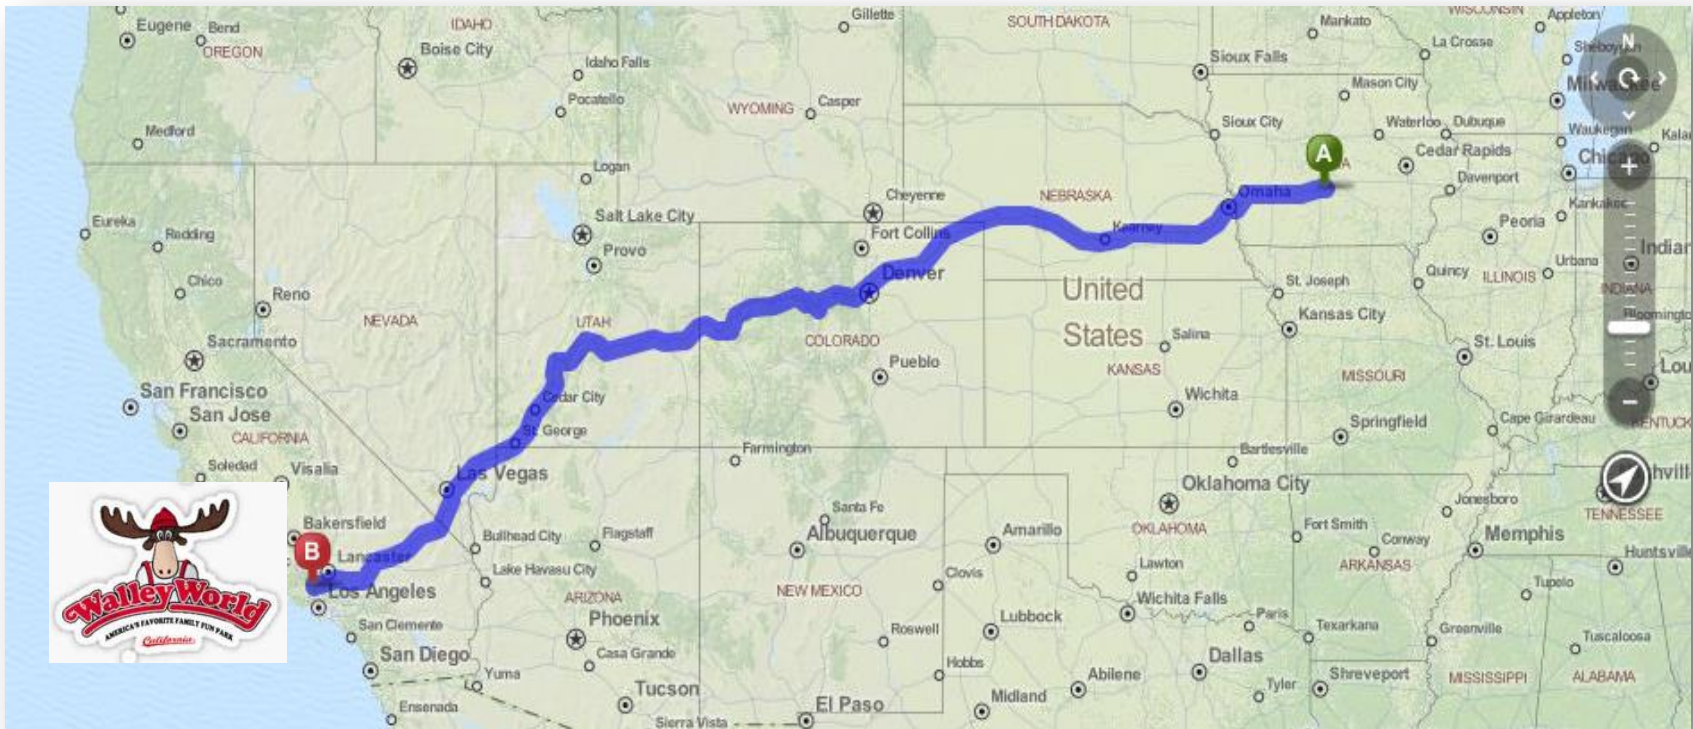 Eugene
Bend
OREGON
IDAHO
Boise City
Idaho Falls
Pocatello
Gillette
SOUTH DAKOTA
Mankato
WISCONSIN
Appleton
La Crosse
Sheboygan
N
Milwaukee
Sioux Falls
Mason City
WYOMING
Casper
Medford
Sioux City
Waterloo
Dubuque
Waukegan
A
Cedar Rapids
Chicago
Logan
Davenport
Cheyenne
NEBRASKA
Omaha
Kankakee
Eureka
Redding
Salt Lake City
Fort Collins
Kearney
Peoria
Provo
Denver
Urbana
Chico
Reno
United
States
St. Joseph
Quincy
ILLINOIS
INDIANA
NEVADA
UTAH
COLORADO
Kansas City
Sacramento
Salina
St. Louis
Pueblo
KANSAS
MISSOURI
San Francisco
San Jose
Cedar City
Wichita
Springfield
Cape Girardeau
CALIFORNIA
St. George
Farmington
Bartlesville
Soledad
Visalia
Las Vegas
Oklahoma City
Jonesboro
TENNESSEE
Bakersfield
Santa Fe
Bullhead City
Flagstaff
Albuquerque
Amarillo
OKLAHOMA
Fort Smith
Conway
Memphis
Huntsville
B
Lancaster
Lake Havasu City
Clovis
Lawton
ARKANSAS
Tupelo
Los Angeles
ARIZONA
NEW MEXICO
Wichita Falls
Walley World
AMERICA'S FAVORITE FAMILY FUN PARK
California
San Clemente
Phoenix
Roswell
Lubbock
Paris
Texarkana
Greenville
Tuscaloosa
San Diego
Casa Grande
Hobbs
Dallas
Yuma
Tucson
Abilene
Midland
Tyler
Shreveport
MISSISSIPPI
ALABAMA
Ensenada
Sierra Vista
El Paso